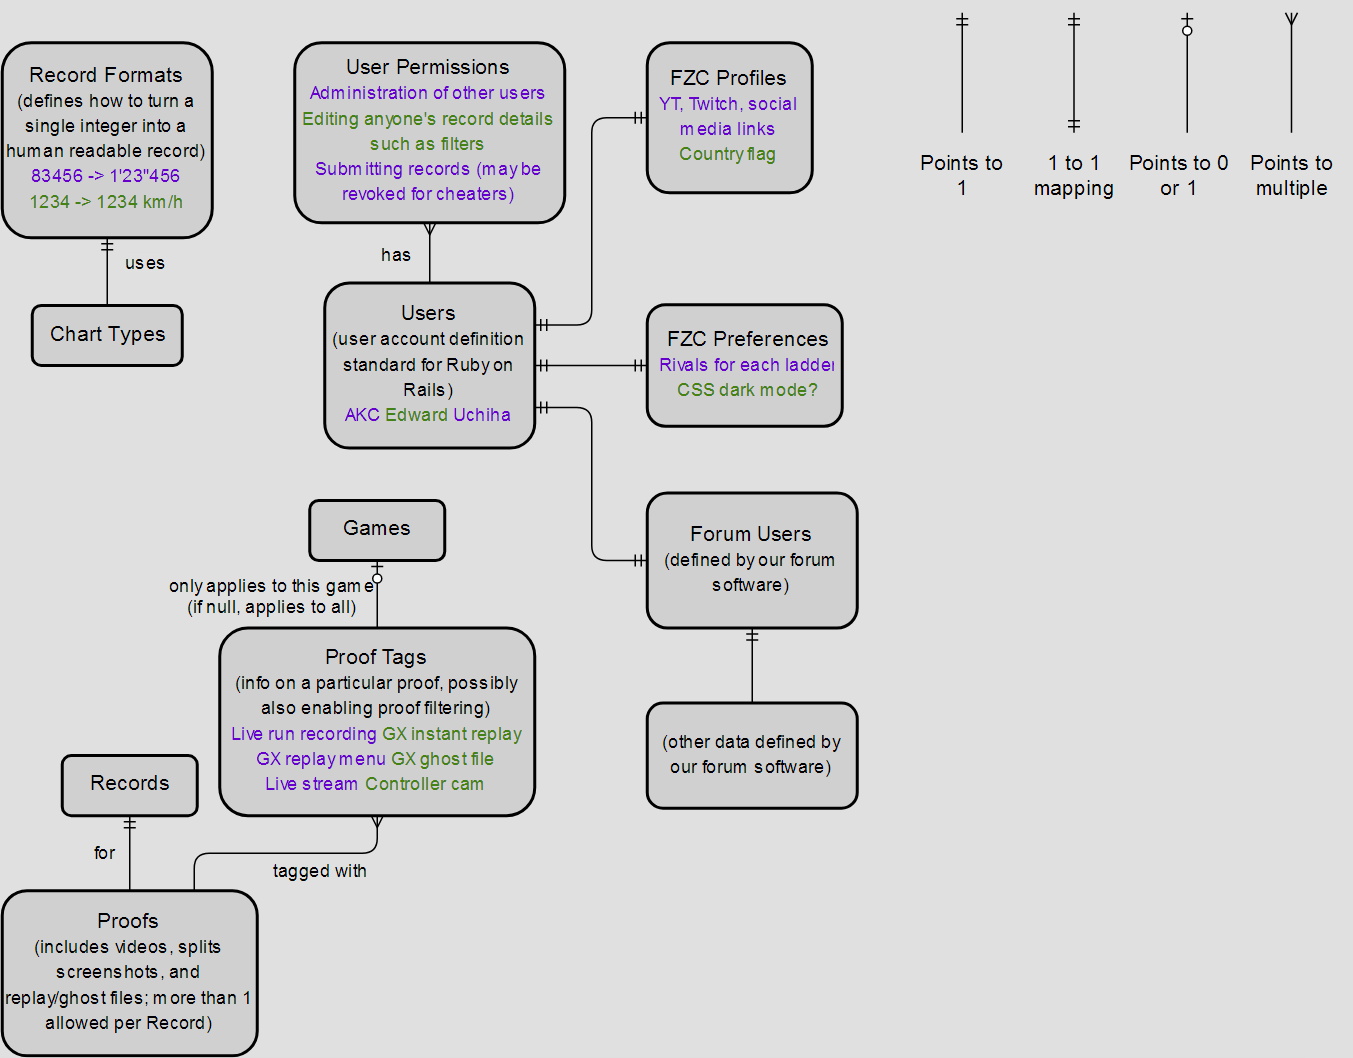 Record Formats
(defines how to turn a
single integer into a
human readable record)
83456 -> 1'23"456
1234 -> 1234 km/h
uses
Chart Types
User Permissions
Administration of other users
Editing anyone's record details
such as filters
Submitting records (may be
revoked for cheaters)
has
Users
(user account definition
standard for Ruby on
Rails)
AKC Edward Uchiha
FZC Profiles
YT, Twitch, social
media links
Country flag
FZC Preferences
Rivals for each ladder
CSS dark mode?
Forum Users
(defined by our forum
software)
(other data defined by
our forum software)
Games
only applies to this game
(if null, applies to all)
Proof Tags
(info on a particular proof, possibly
also enabling proof filtering)
Live run recording GX instant replay
GX replay menu GX ghost file
Live stream Controller cam
tagged with
Records
for
Proofs
(includes videos, splits
screenshots, and
replay/ghost files; more than 1
allowed per Record)
Points to
1
1 to 1
mapping
Points to 0
or 1
Points to
multiple